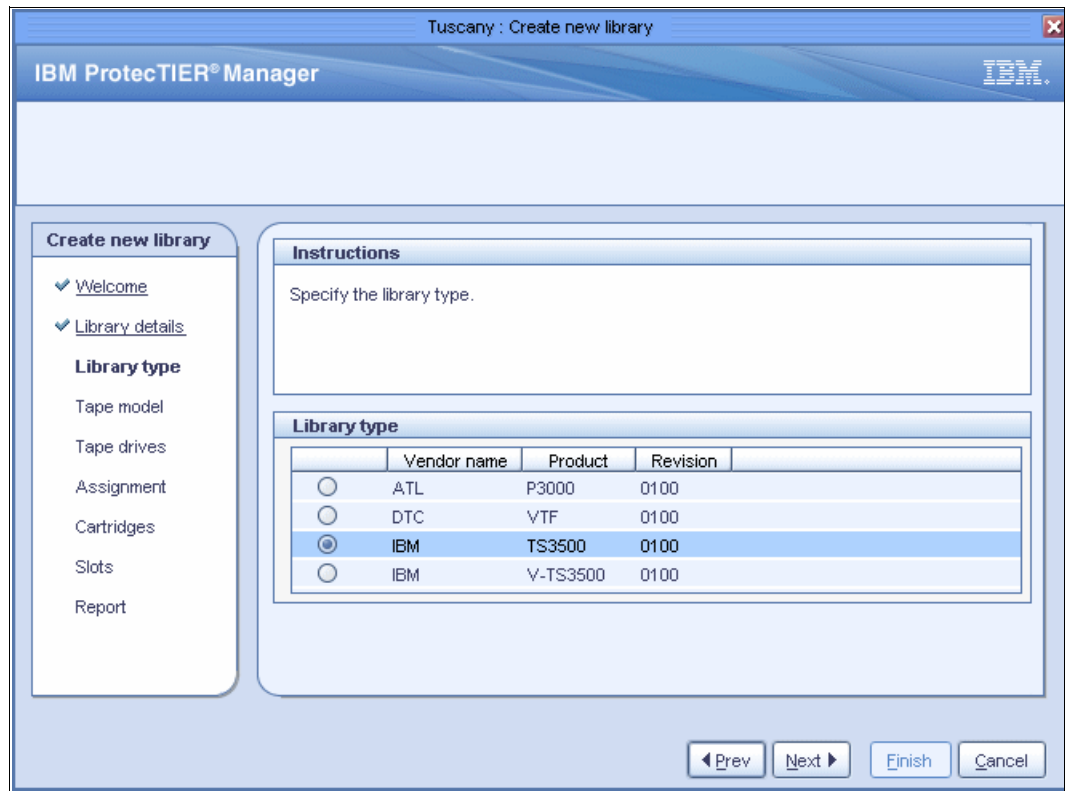 Tuscany : Create new library
IBM ProtecTIER® Manager
IBM.
Create new library
Welcome
Library details
Library type
Tape model
Tape drives
Assignment
Cartridges
Slots
Report
Instructions
Specify the library type.
Library type
Vendor name Product Revision
ATL P3000 0100
DTC VTF 0100
IBM TS3500 0100
IBM V-TS3500 0100
Prev Next Finish Cancel